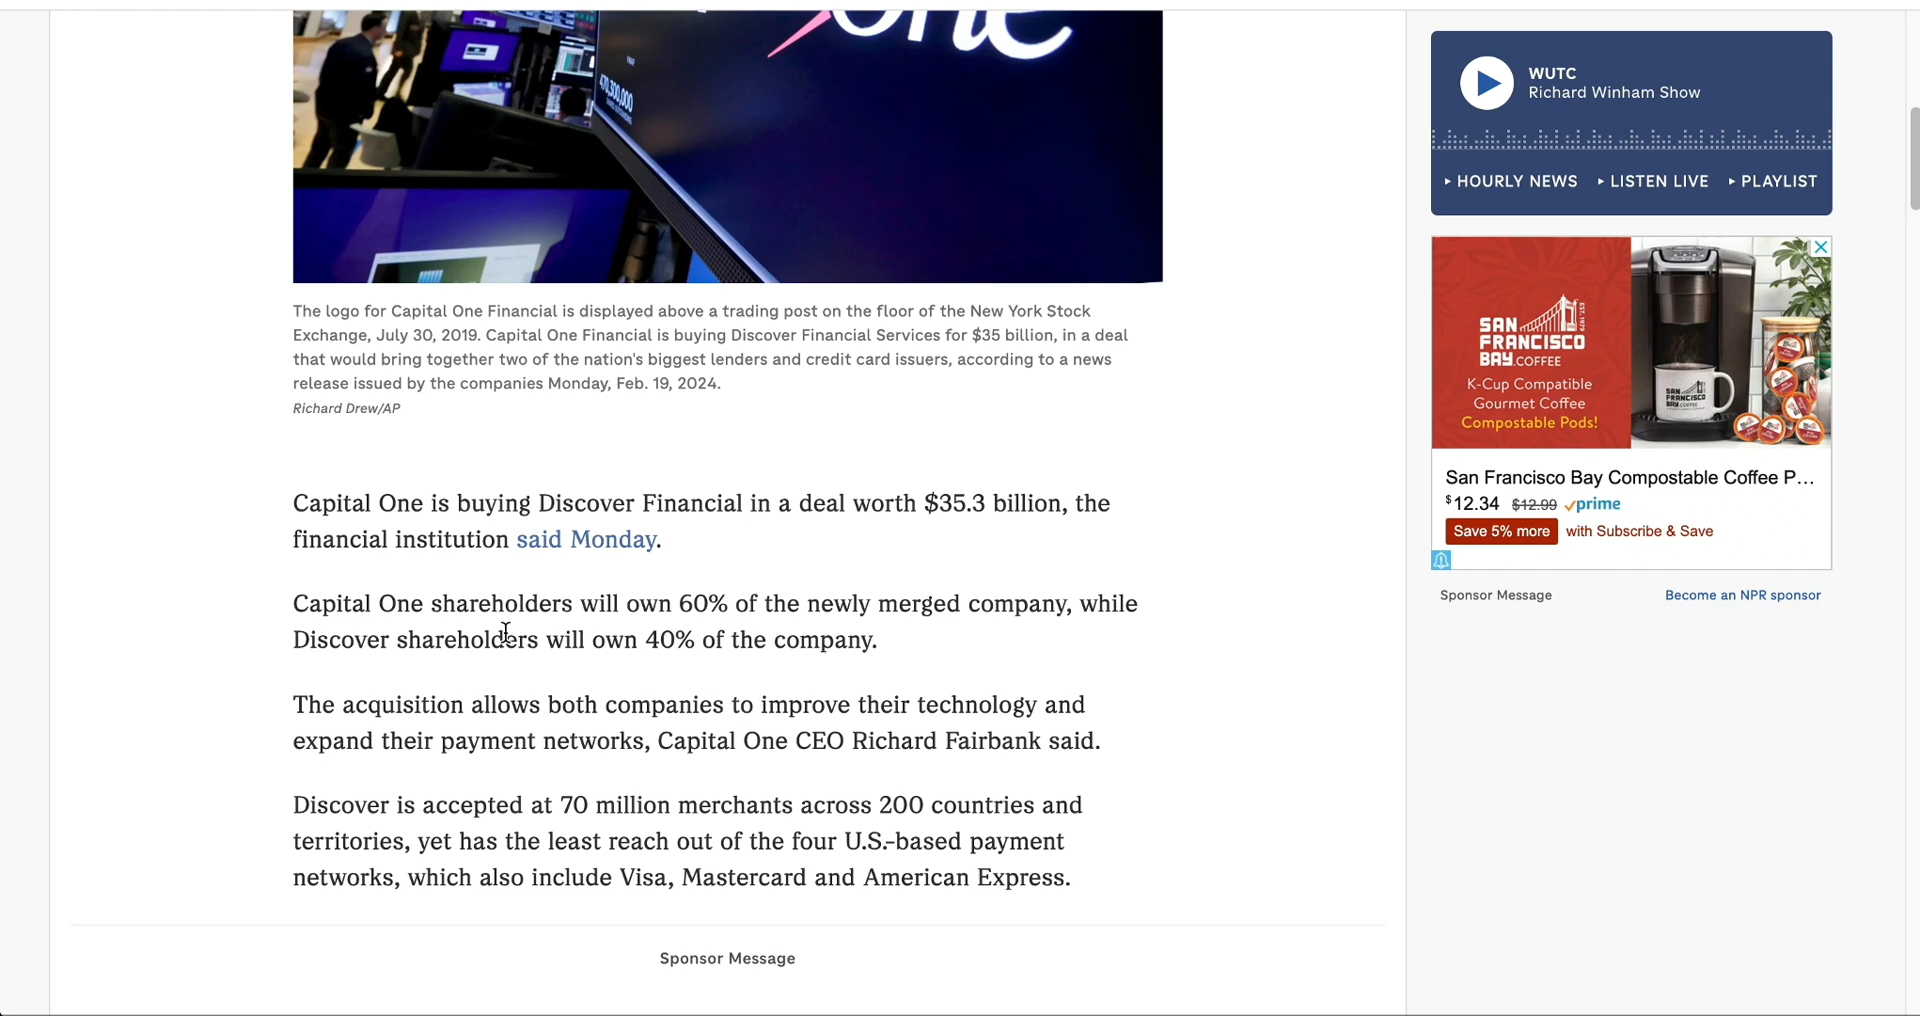 one
470,300,000
The logo for Capital One Financial is displayed above a trading post on the floor of the New York Stock
Exchange, July 30, 2019. Capital One Financial is buying Discover Financial Services for $35 billion, in a deal
that would bring together two of the nation's biggest lenders and credit card issuers, according to a news
release issued by the companies Monday, Feb. 19, 2024.
Richard Drew/AP
Capital One is buying Discover Financial in a deal worth $35.3 billion, the
financial institution said Monday.
Capital One shareholders will own 60% of the newly merged company, while
Discover shareholders will own 40% of the company.
The acquisition allows both companies to improve their technology and
expand their payment networks, Capital One CEO Richard Fairbank said.
Discover is accepted at 70 million merchants across 200 countries and
territories, yet has the least reach out of the four U.S.-based payment
networks, which also include Visa, Mastercard and American Express.
Sponsor Message
WUTC
Richard Winham Show
HOURLY NEWS
LISTEN LIVE
PLAYLIST
SAN
FRANCISCO
BAY.COFFEE
EST.1979
K-Cup Compatible
Gourmet Coffee
Compostable Pods!
SAN
FRANCISCO
BAY.COFFEE
San Francisco Bay Compostable Coffee P...
$12.34 $12.99 prime
Save 5% more with Subscribe & Save
Sponsor Message
Become an NPR sponsor